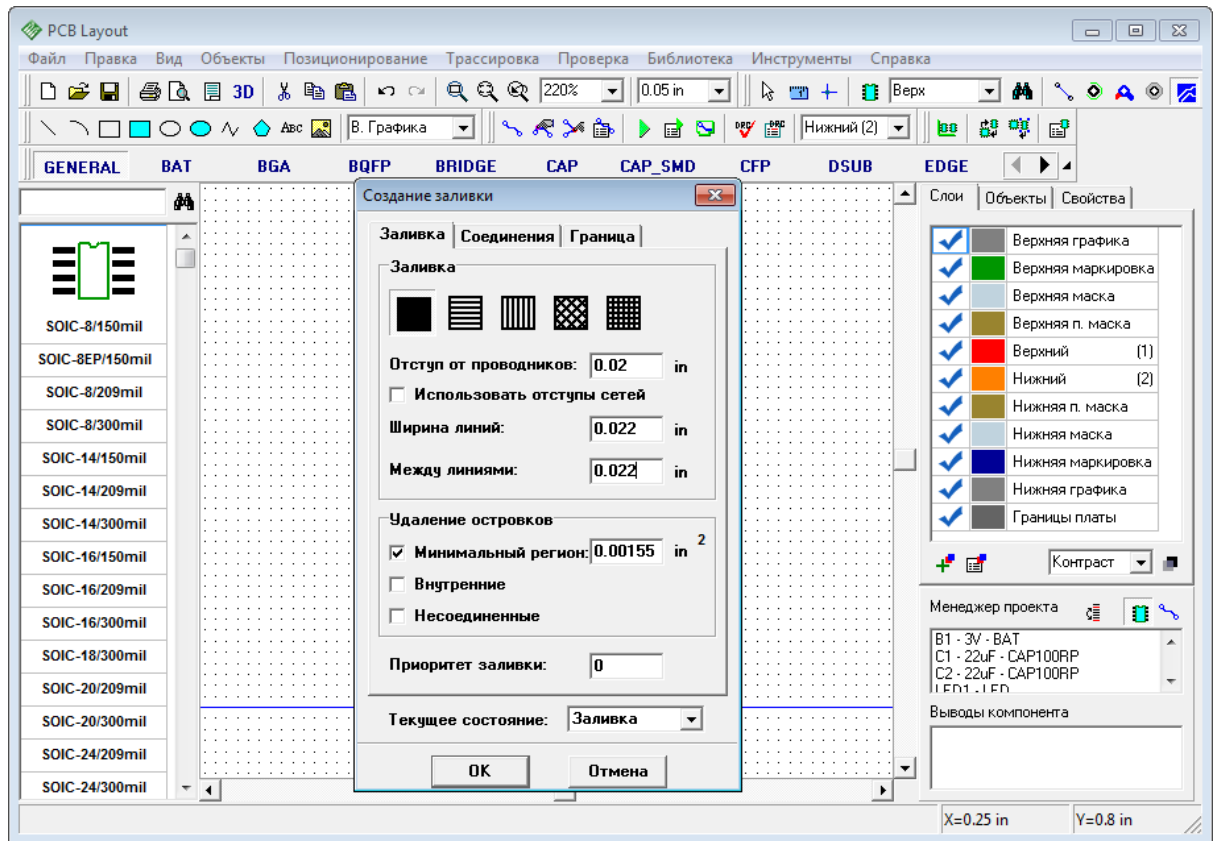 PCB Layout
Файл Правка Вид Объекты Позиционирование Трассировка Проверка Библиотека Инструменты Справка
3D 220% 0.05 in Верх
ABC В. Графика DRC DRC Нижний (2)
GENERAL BAT BGA BQFP BRIDGE CAP CAP_SMD CFP DSUB EDGE
SOIC-8/150mil
SOIC-8EP/150mil
SOIC-8/209mil
SOIC-8/300mil
SOIC-14/150mil
SOIC-14/209mil
SOIC-14/300mil
SOIC-16/150mil
SOIC-16/209mil
SOIC-16/300mil
SOIC-18/300mil
SOIC-20/209mil
SOIC-20/300mil
SOIC-24/209mil
SOIC-24/300mil
Создание заливки
Заливка Соединения Граница
Заливка
Отступ от проводников: 0.02 in
Использовать отступы сетей
Ширина линий: 0.022 in
Между линиями: 0.022 in
Удаление островков
Минимальный регион: 0.00155 in 2
Внутренние
Несоединенные
Приоритет заливки: 0
Текущее состояние: Заливка
OK Отмена
Слои Объекты Свойства
Верхняя графика
Верхняя маркировка
Верхняя маска
Верхняя п. маска
Верхний (1)
Нижний (2)
Нижняя п. маска
Нижняя маска
Нижняя маркировка
Нижняя графика
Границы платы
Контраст
Менеджер проекта
B1 - 3V - BAT
C1 - 22uF - CAP100RP
C2 - 22uF - CAP100RP
LED1 - LED
Выводы компонента
X=0.25 in Y=0.8 in